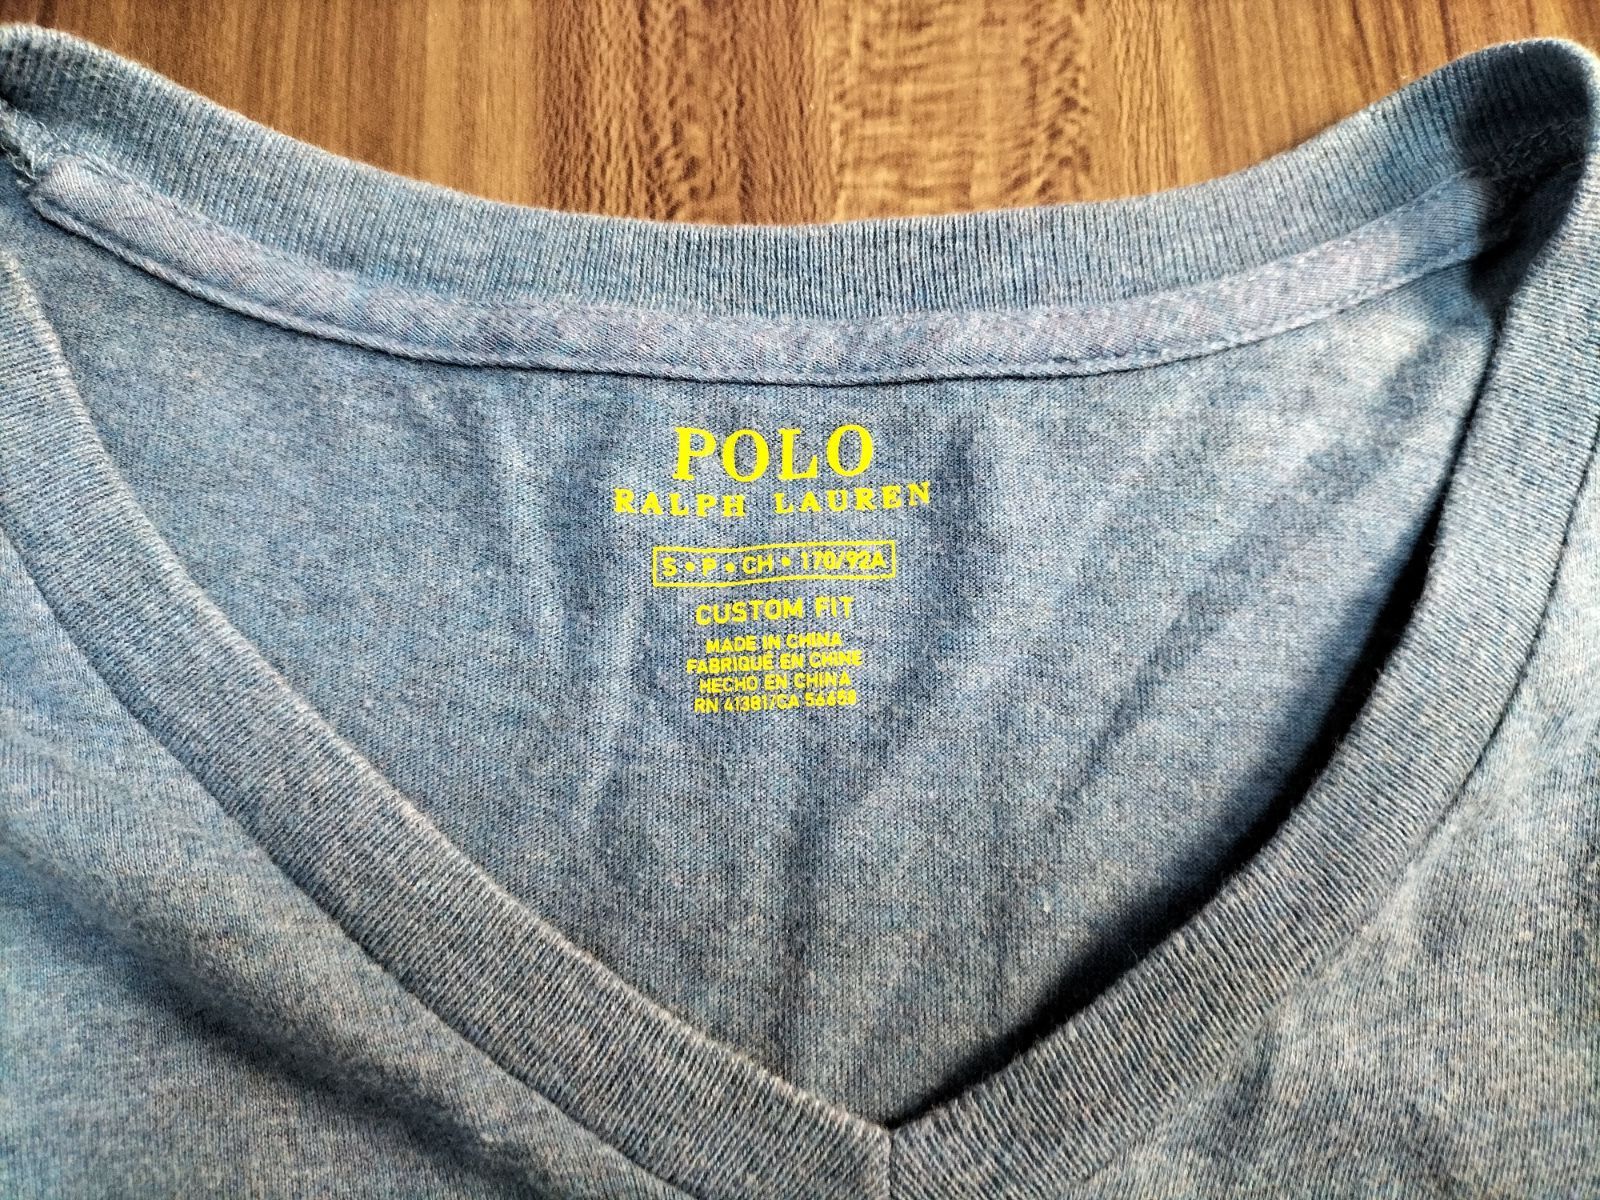 POLO
RALPH LAUREN
S • P • CH • 170/92A
CUSTOM FIT
MADE IN CHINA
FABRIQUÉ EN CHINE
HECHO EN CHINA
RN 41381/CA 56658